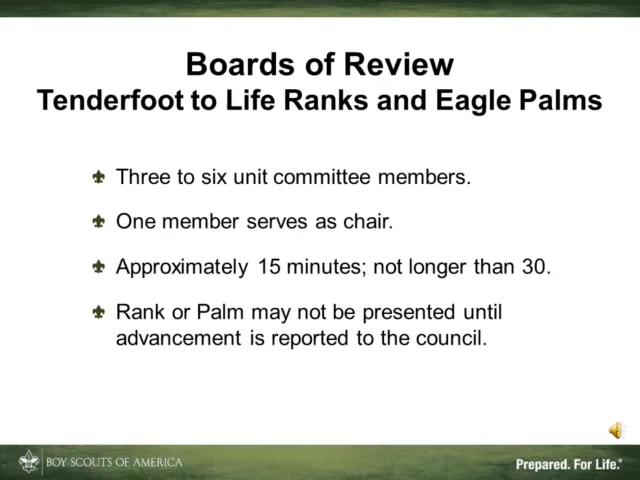 Boards of Review
Tenderfoot to Life Ranks and Eagle Palms
Three to six unit committee members.
One member serves as chair.
Approximately 15 minutes; not longer than 30.
Rank or Palm may not be presented until
advancement is reported to the council.
BOY SCOUTS OF AMERICA
Prepared. For Life.®